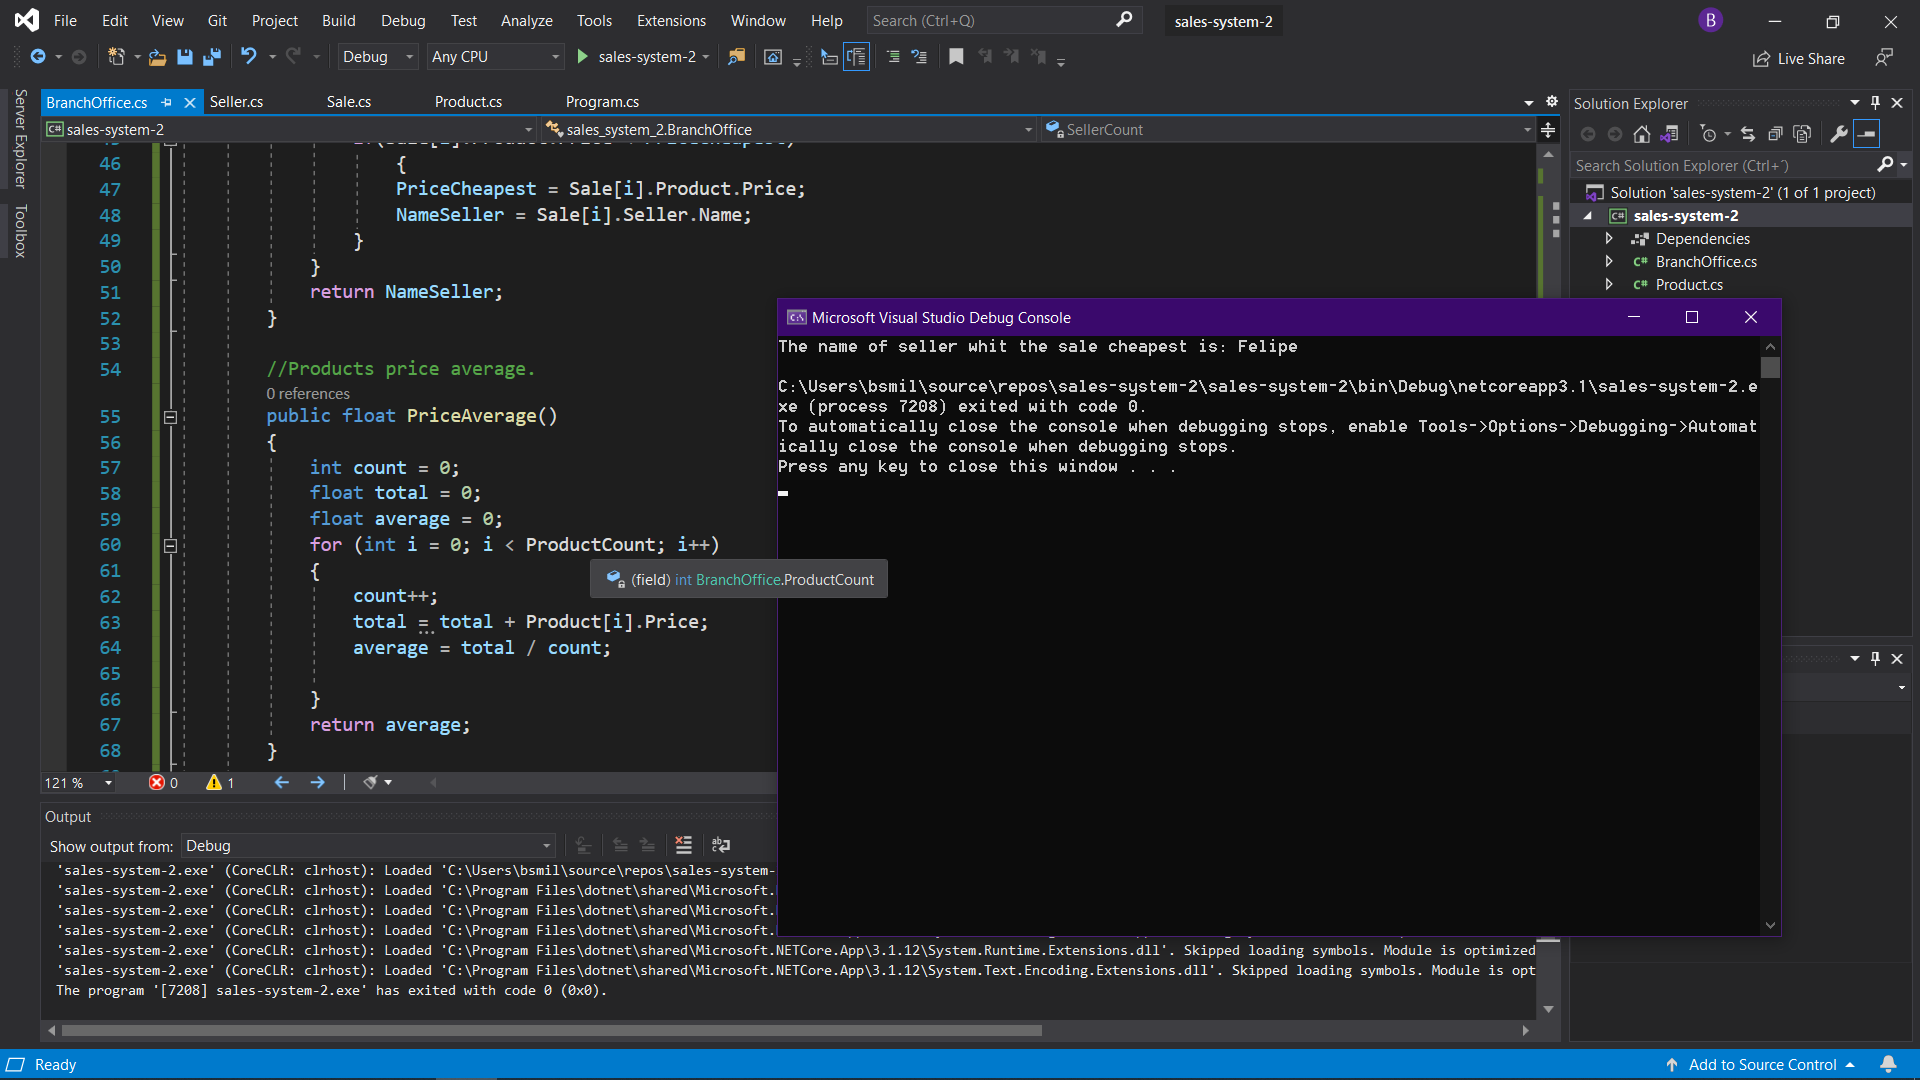 File Edit View Git Project Build Debug Test Analyze Tools Extensions Window Help Search (Ctrl+Q) sales-system-2 B
Debug Any CPU sales-system-2 Live Share
Server Explorer
Toolbox
BranchOffice.cs Seller.cs Sale.cs Product.cs Program.cs
C# sales-system-2 sales_system_2.BranchOffice SellerCount
46 {
47 PriceCheapest = Sale[i].Product.Price;
48 NameSeller = Sale[i].Seller.Name;
49 }
50 }
51 return NameSeller;
52 }
53
54 //Products price average.
0 references
55 public float PriceAverage()
56 {
57 int count = 0;
58 float total = 0;
59 float average = 0;
60 for (int i = 0; i < ProductCount; i++)
61 {
(field) int BranchOffice.ProductCount
62 count++;
63 total = total + Product[i].Price;
64 average = total / count;
65
66 }
67 return average;
68 }
121 % 0 1
Output
Show output from: Debug
'sales-system-2.exe' (CoreCLR: clrhost): Loaded 'C:\Users\bsmil\source\repos\sales-system-
'sales-system-2.exe' (CoreCLR: clrhost): Loaded 'C:\Program Files\dotnet\shared\Microsoft.
'sales-system-2.exe' (CoreCLR: clrhost): Loaded 'C:\Program Files\dotnet\shared\Microsoft.
'sales-system-2.exe' (CoreCLR: clrhost): Loaded 'C:\Program Files\dotnet\shared\Microsoft.
'sales-system-2.exe' (CoreCLR: clrhost): Loaded 'C:\Program Files\dotnet\shared\Microsoft.NETCore.App\3.1.12\System.Runtime.Extensions.dll'. Skipped loading symbols. Module is optimized
'sales-system-2.exe' (CoreCLR: clrhost): Loaded 'C:\Program Files\dotnet\shared\Microsoft.NETCore.App\3.1.12\System.Text.Encoding.Extensions.dll'. Skipped loading symbols. Module is opt
The program '[7208] sales-system-2.exe' has exited with code 0 (0x0).
Microsoft Visual Studio Debug Console
The name of seller whit the sale cheapest is: Felipe
C:\Users\bsmil\source\repos\sales-system-2\sales-system-2\bin\Debug\netcoreapp3.1\sales-system-2.e
xe (process 7208) exited with code 0.
To automatically close the console when debugging stops, enable Tools->Options->Debugging->Automat
ically close the console when debugging stops.
Press any key to close this window . . .
Solution Explorer
Search Solution Explorer (Ctrl+´)
Solution 'sales-system-2' (1 of 1 project)
C# sales-system-2
Dependencies
C# BranchOffice.cs
C# Product.cs
Ready Add to Source Control